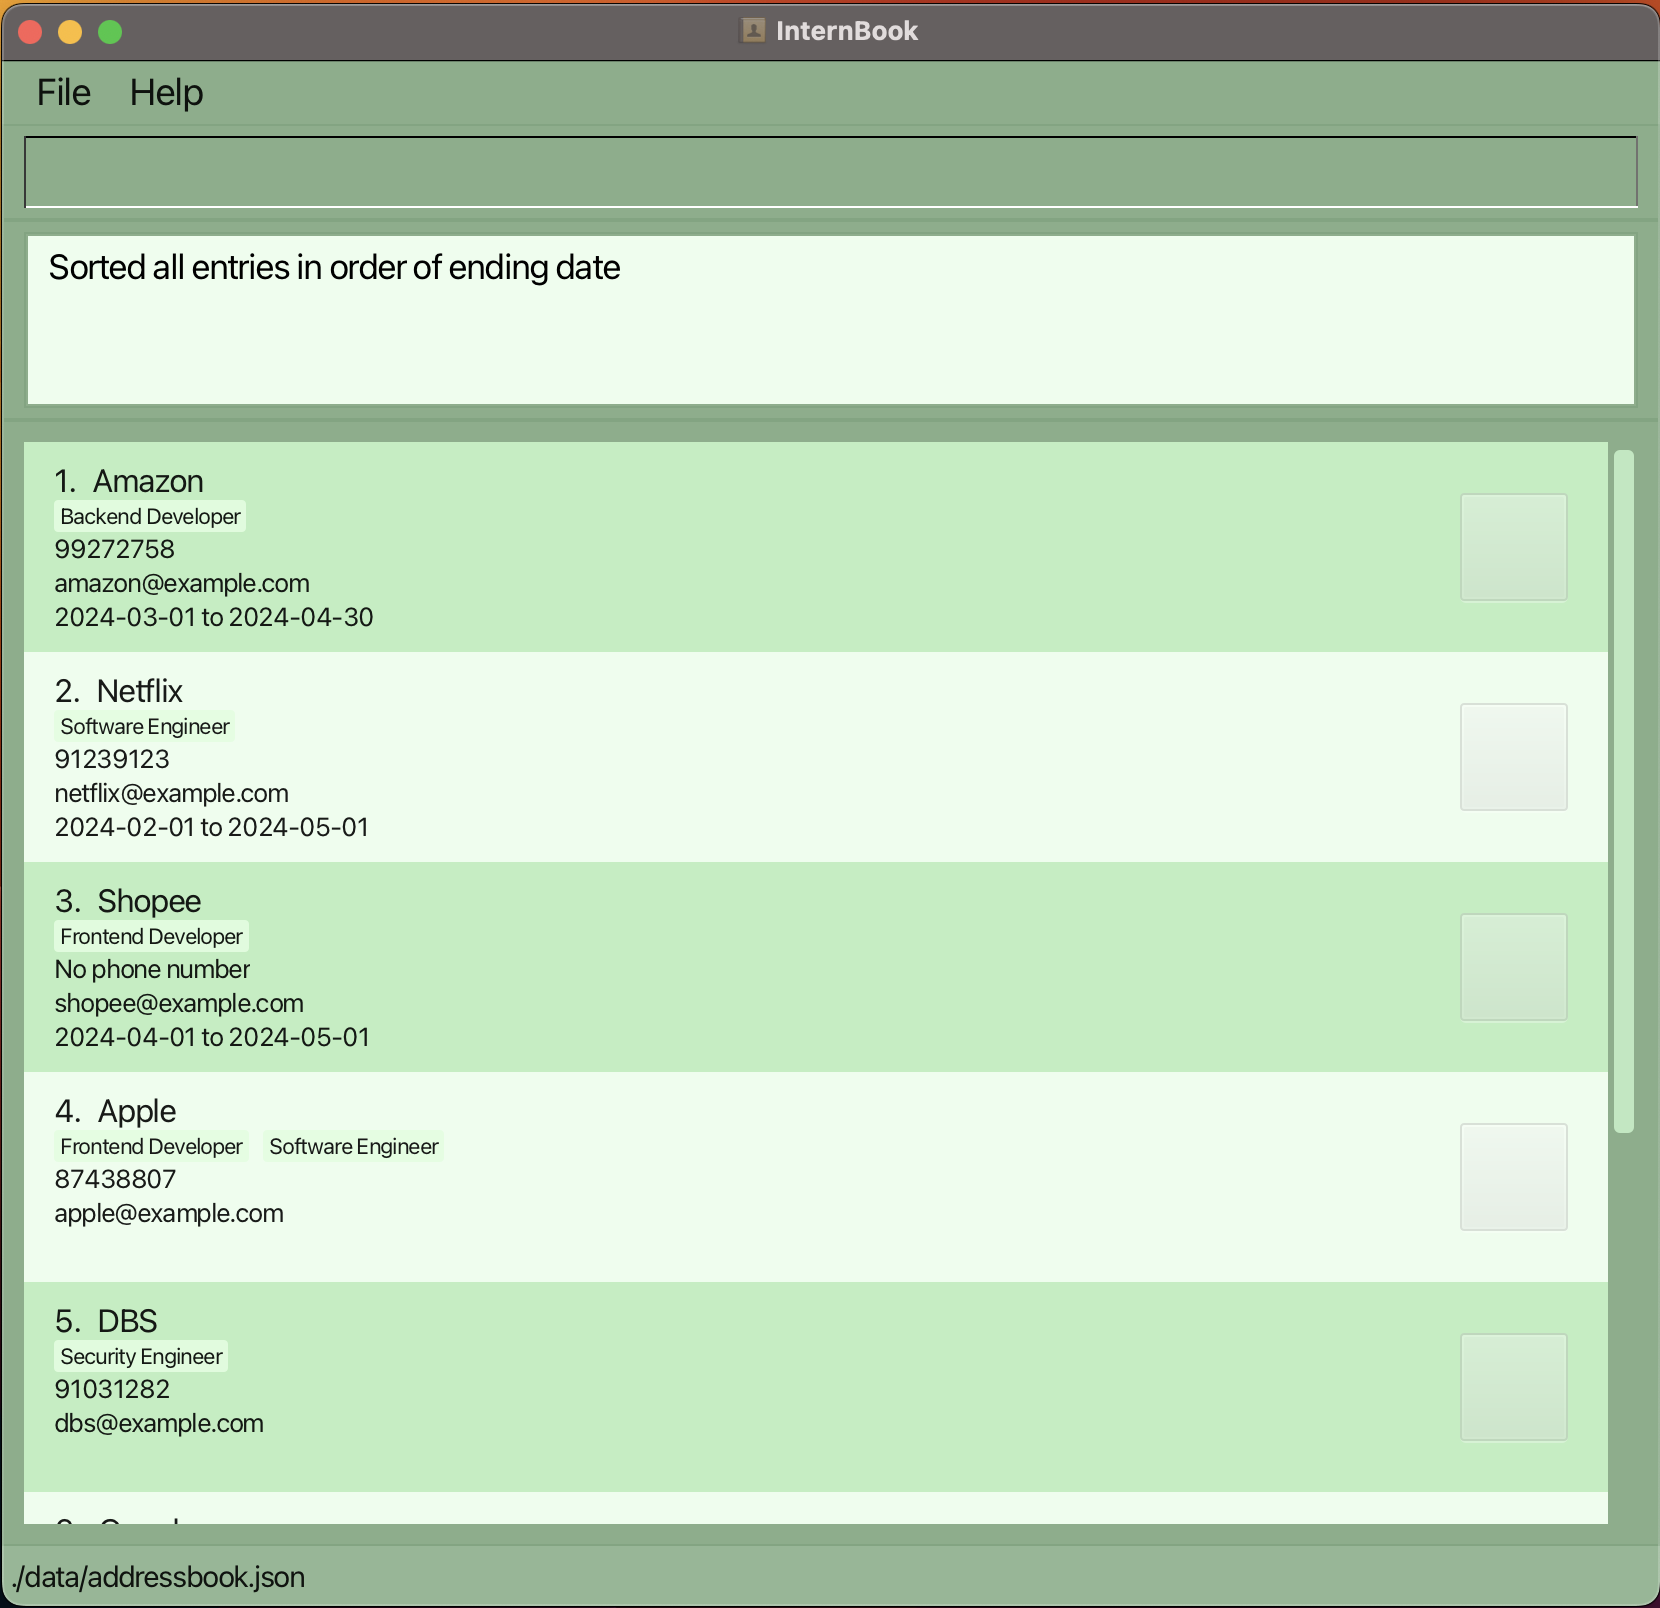 InternBook
File Help
Sorted all entries in order of ending date
1. Amazon
Backend Developer
99272758
amazon@example.com
2024-03-01 to 2024-04-30
2. Netflix
Software Engineer
91239123
netflix@example.com
2024-02-01 to 2024-05-01
3. Shopee
Frontend Developer
No phone number
shopee@example.com
2024-04-01 to 2024-05-01
4. Apple
Frontend Developer Software Engineer
87438807
apple@example.com
5. DBS
Security Engineer
91031282
dbs@example.com
./data/addressbook.json